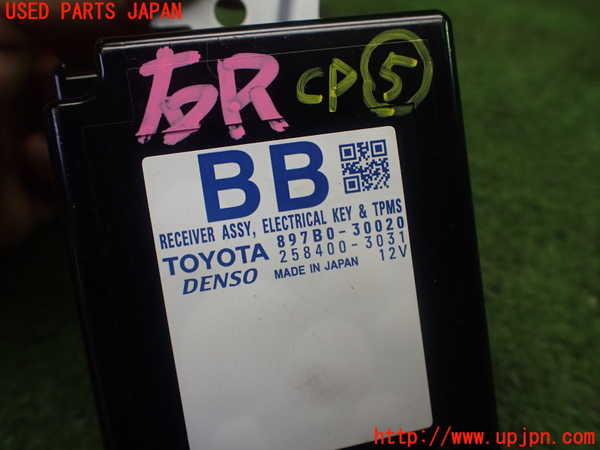 USED PARTS JAPAN
右R CP⑤
BB
RECEIVER ASSY, ELECTRICAL KEY & TPMS
TOYOTA 897B0-30020
258400-3031
DENSO MADE IN JAPAN 12V
http://www.upjpn.com